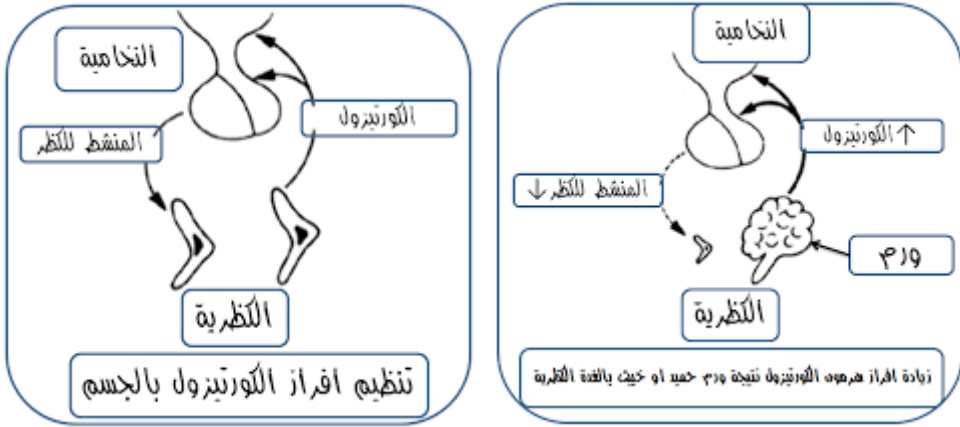 النخامية
المنشط للكظر
الكورتيزول
الكظرية
تنظيم افراز الكورتيزول بالجسم
النخامية
↑الكورتيزول
المنشط للكظر↓
ورم
الكظرية
زيادة افراز هرمون الكورتيزول نتيجة ورم حميد او خبيث بالغدة الكظرية